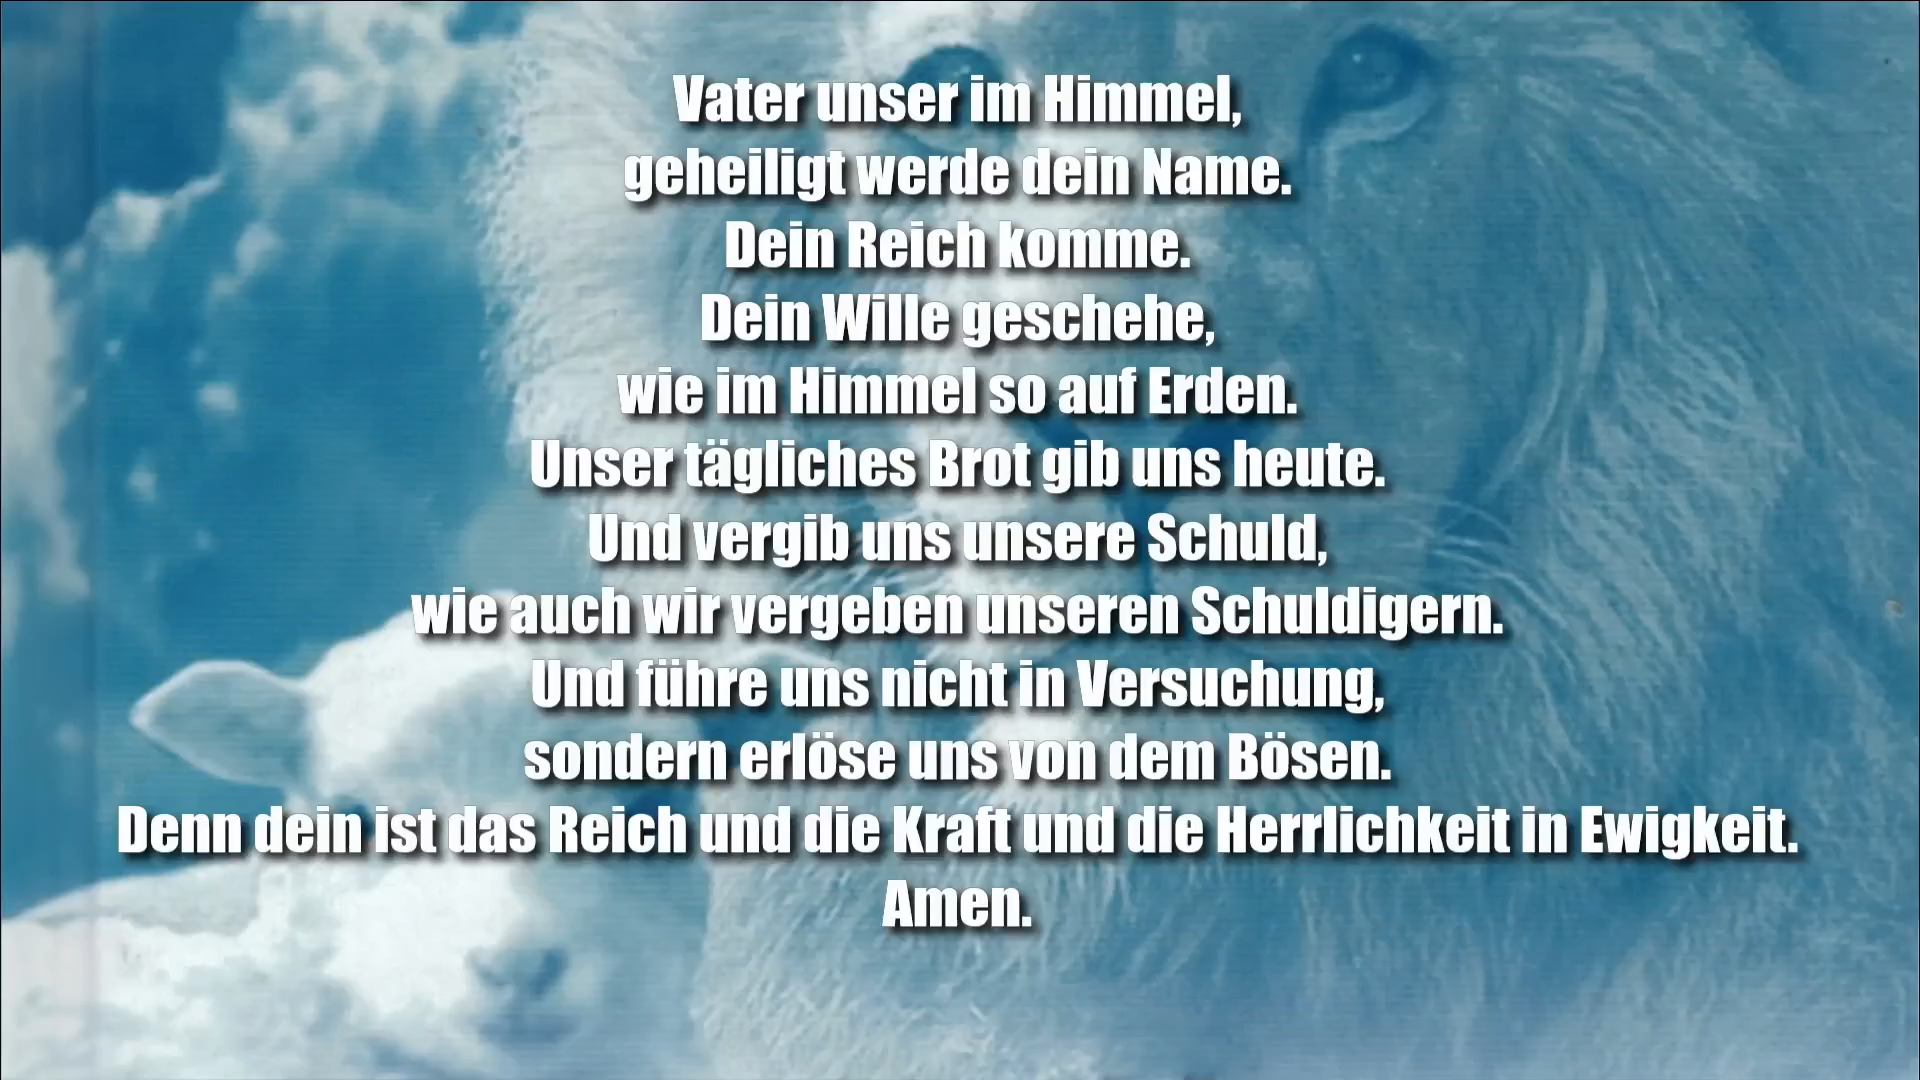 Vater unser im Himmel,
geheiligt werde dein Name.
Dein Reich komme.
Dein Wille geschehe,
wie im Himmel so auf Erden.
Unser tägliches Brot gib uns heute.
Und vergib uns unsere Schuld,
wie auch wir vergeben unseren Schuldigern.
Und führe uns nicht in Versuchung,
sondern erlöse uns von dem Bösen.
Denn dein ist das Reich und die Kraft und die Herrlichkeit in Ewigkeit.
Amen.